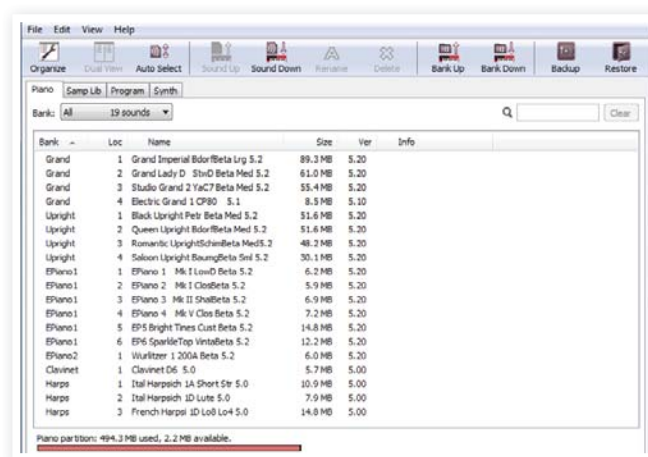 File Edit View Help
Organize Dual View Auto Select Sound Up Sound Down Rename Delete Bank Up Bank Down Backup Restore
Piano Samp Lib Program Synth
Bank: All 19 sounds Clear
Bank Loc Name Size Ver Info
Grand 1 Grand Imperial BdorfBeta Lrg 5.2 89.3 MB 5.20
Grand 2 Grand Lady D StwD Beta Med 5.2 61.0 MB 5.20
Grand 3 Studio Grand 2 YaC7 Beta Med 5.2 55.4 MB 5.20
Grand 4 Electric Grand 1 CP80 5.1 8.5 MB 5.10
Upright 1 Black Upright Petr Beta Med 5.2 51.6 MB 5.20
Upright 2 Queen Upright BdorfBeta Med 5.2 51.6 MB 5.20
Upright 3 Romantic UprightSchimBeta Med5.2 48.2 MB 5.20
Upright 4 Saloon Upright BaumgBeta Sml 5.2 30.1 MB 5.20
EPiano1 1 EPiano 1 Mk I LowD Beta 5.2 6.2 MB 5.20
EPiano1 2 EPiano 2 Mk I ClosBeta 5.2 5.9 MB 5.20
EPiano1 3 EPiano 3 Mk II ShalBeta 5.2 6.9 MB 5.20
EPiano1 4 EPiano 4 Mk V Clos Beta 5.2 7.2 MB 5.20
EPiano1 5 EP5 Bright Tines Cust Beta 5.2 14.8 MB 5.20
EPiano1 6 EP6 SparkleTop VintaBeta 5.2 12.2 MB 5.20
EPiano2 1 Wurlitzer 1 200A Beta 5.2 6.0 MB 5.20
Clavinet 1 Clavinet D6 5.0 5.7 MB 5.00
Harps 1 Ital Harpsich 1A Short Str 5.0 10.9 MB 5.00
Harps 2 Ital Harpsich 1D Lute 5.0 7.9 MB 5.00
Harps 3 French Harpsi 1D Lo8 Lo4 5.0 14.8 MB 5.00
Piano partition: 494.3 MB used, 2.2 MB available.